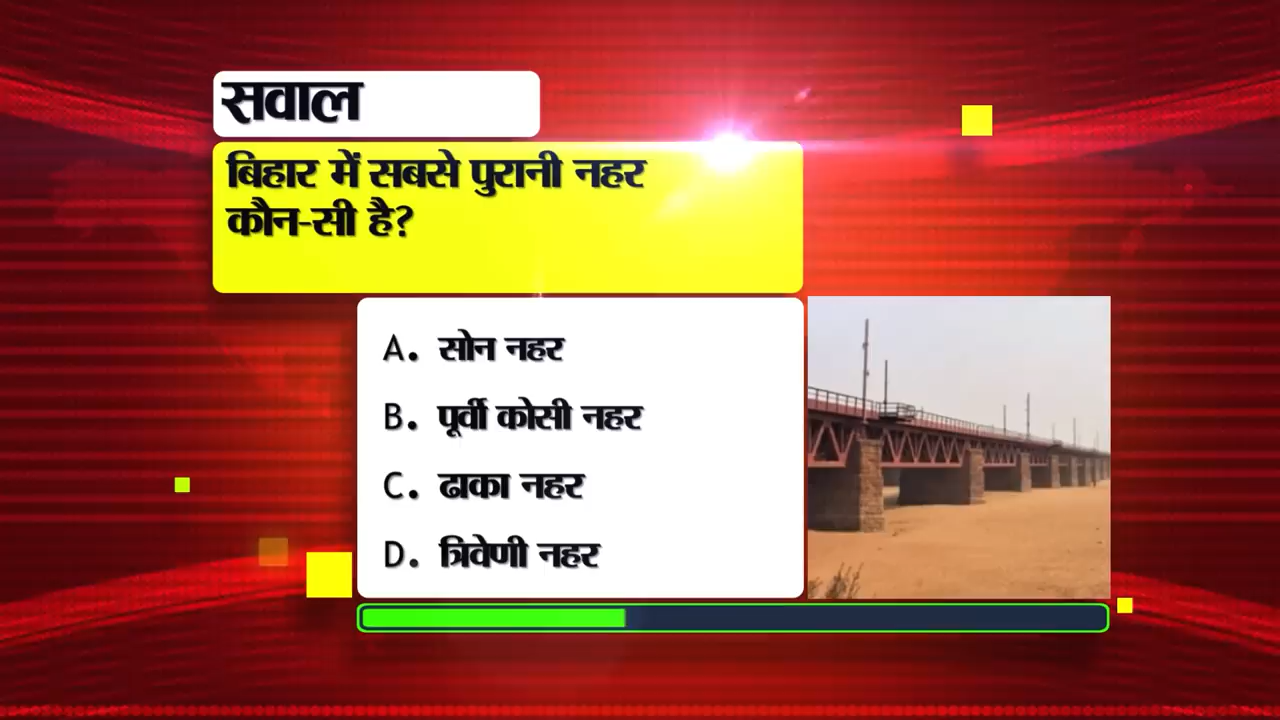 सवाल
बिहार में सबसे पुरानी नहर
कौन-सी है?
A. सोन नहर
B. पूर्वी कोसी नहर
C. ढाका नहर
D. त्रिवेणी नहर